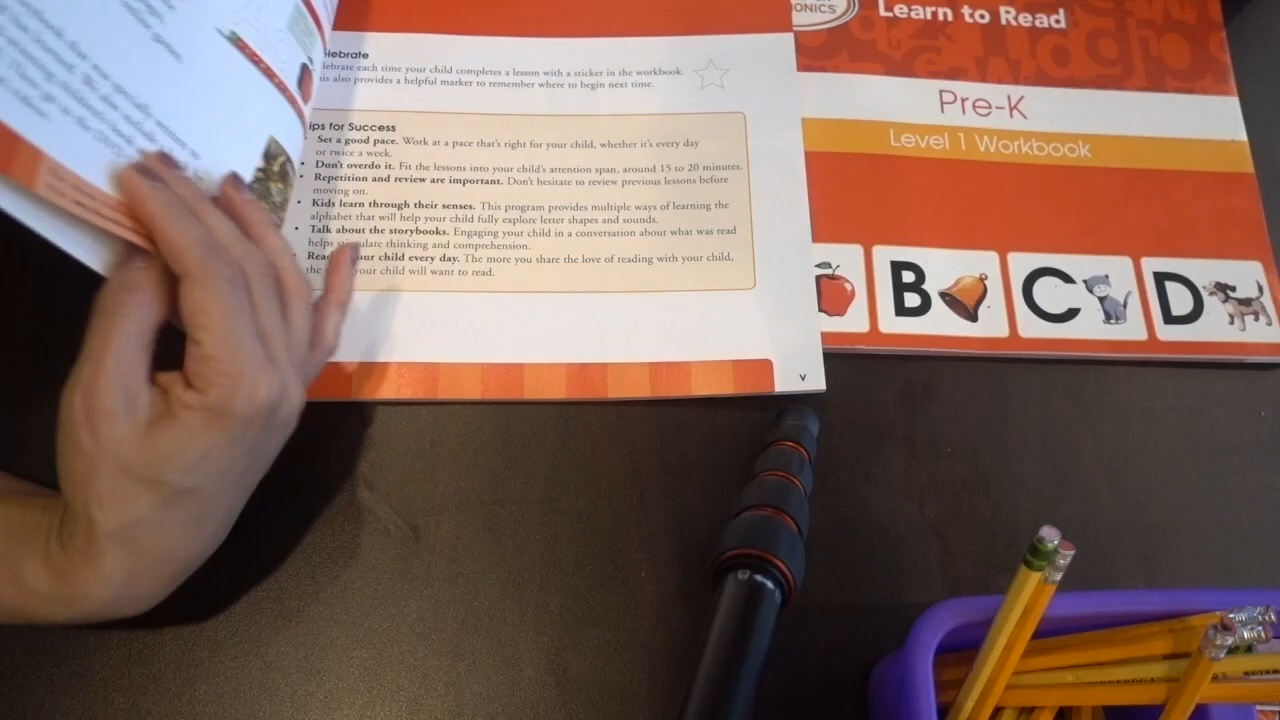 lebrate
lebrate each time your child completes a lesson with a sticker in the workbook.
is also provides a helpful marker to remember where to begin next time.
ips for Success
Set a good pace. Work at a pace that's right for your child, whether it's every day
or twice a week.
• Don't overdo it. Fit the lessons into your child's attention span, around 15 to 20 minutes.
• Repetition and review are important. Don't hesitate to review previous lessons before
moving on.
• Kids learn through their senses. This program provides multiple ways of learning the
alphabet that will help your child fully explore letter shapes and sounds.
• Talk about the storybooks. Engaging your child in a conversation about what was read
helps stimulate thinking and comprehension.
Read your child every day. The more you share the love of reading with your child,
the your child will want to read.
v
ONICS
Learn to Read
Pre-K
Level 1 Workbook
B C D